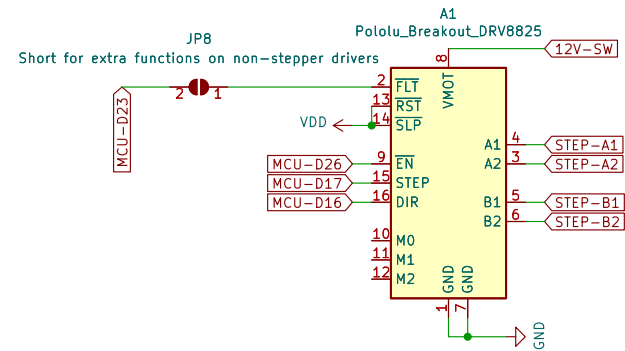 A1
Pololu_Breakout_DRV8825
JP8
Short for extra functions on non-stepper drivers
12V-SW
8
VMOT
2 1
2 FLT
MCU-D23
13 RST
VDD
14 SLP
A1 4 STEP-A1
MCU-D26 9 EN
A2 3 STEP-A2
MCU-D17 15 STEP
MCU-D16 16 DIR
B1 5 STEP-B1
B2 6 STEP-B2
10 M0
11 M1
12 M2
GND GND
1 7
GND